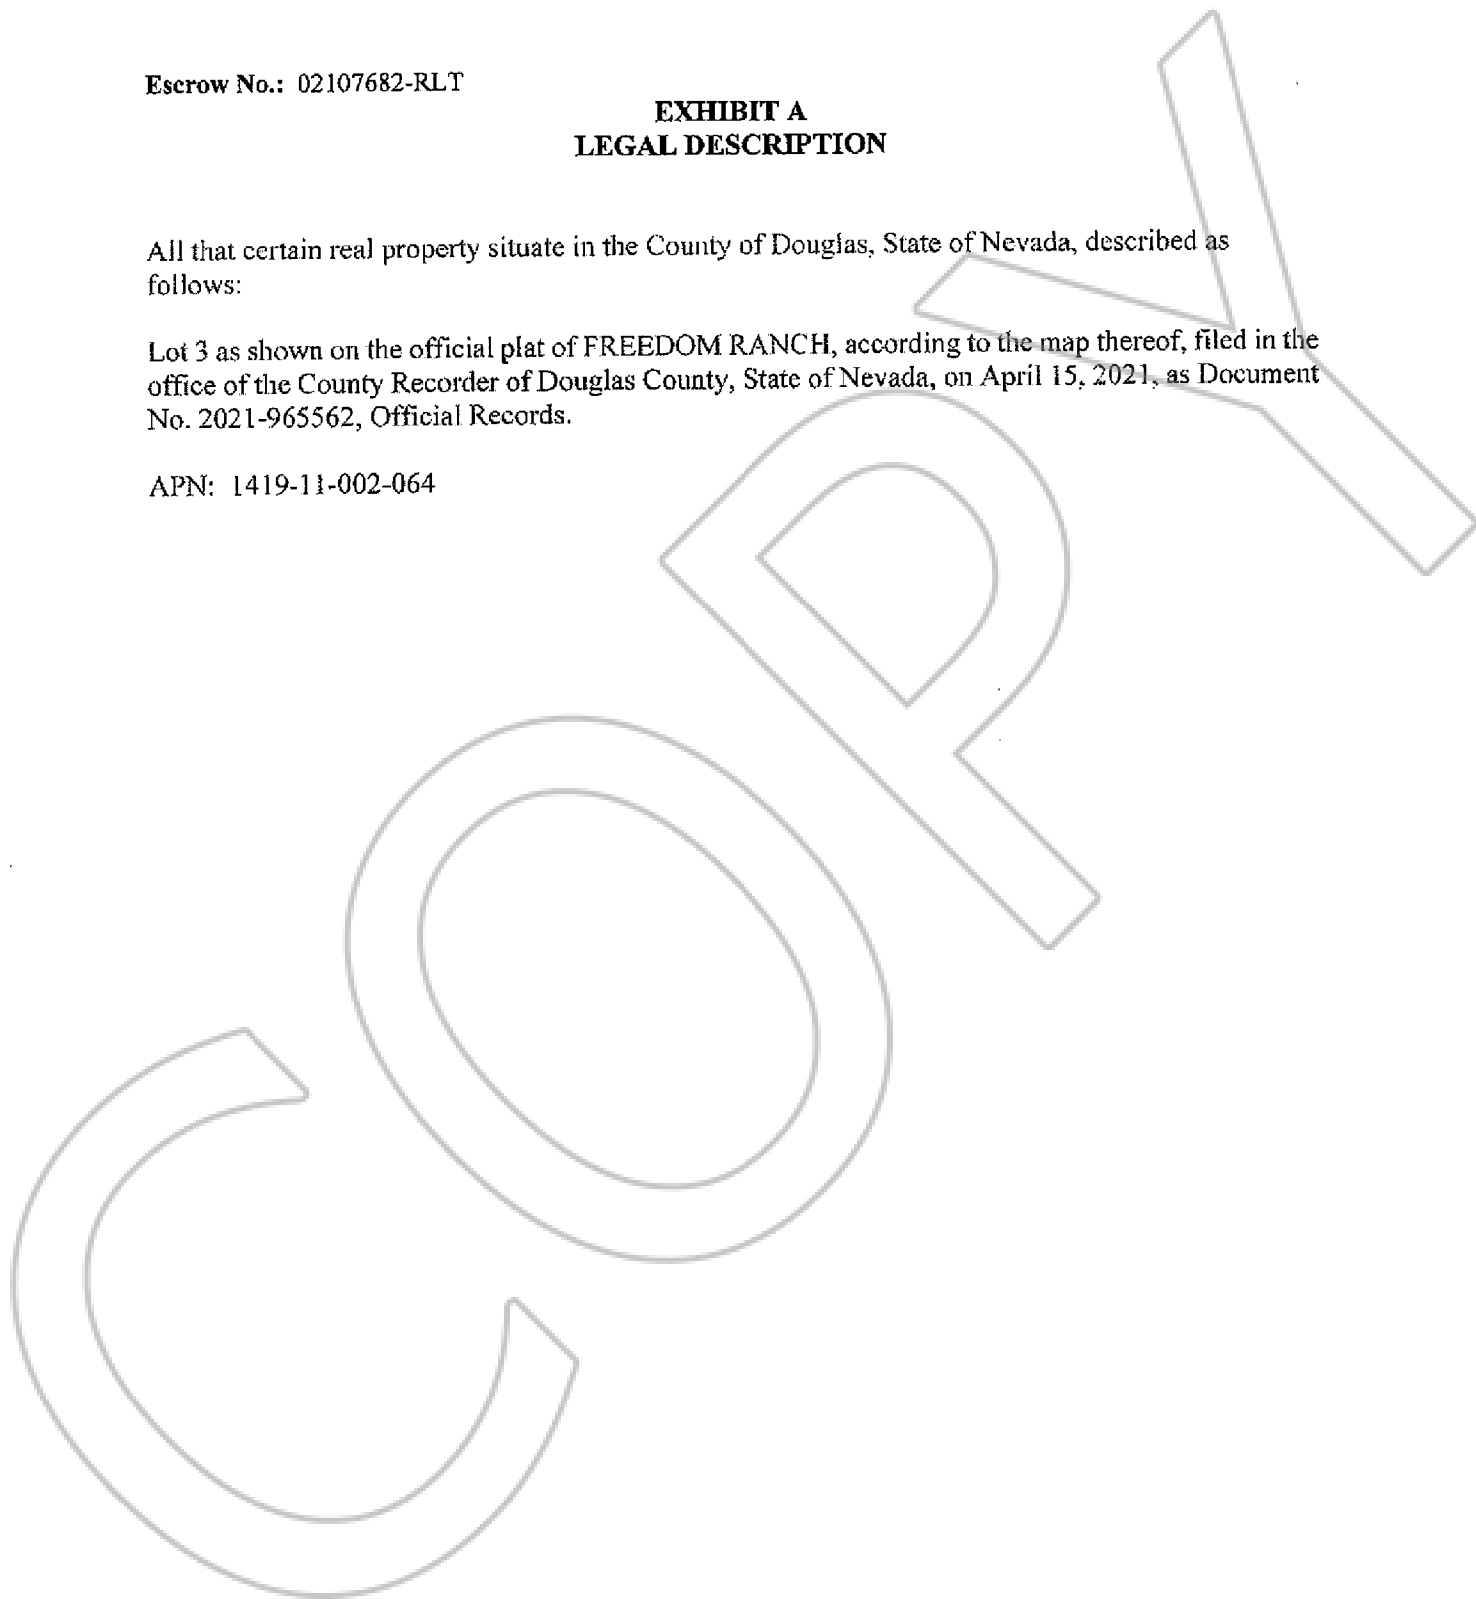 Escrow No.: 02107682-RLT
EXHIBIT A
LEGAL DESCRIPTION
All that certain real property situate in the County of Douglas, State of Nevada, described as
follows:
Lot 3 as shown on the official plat of FREEDOM RANCH, according to the map thereof, filed in the
office of the County Recorder of Douglas County, State of Nevada, on April 15, 2021, as Document
No. 2021-965562, Official Records.
APN: 1419-11-002-064
COPY